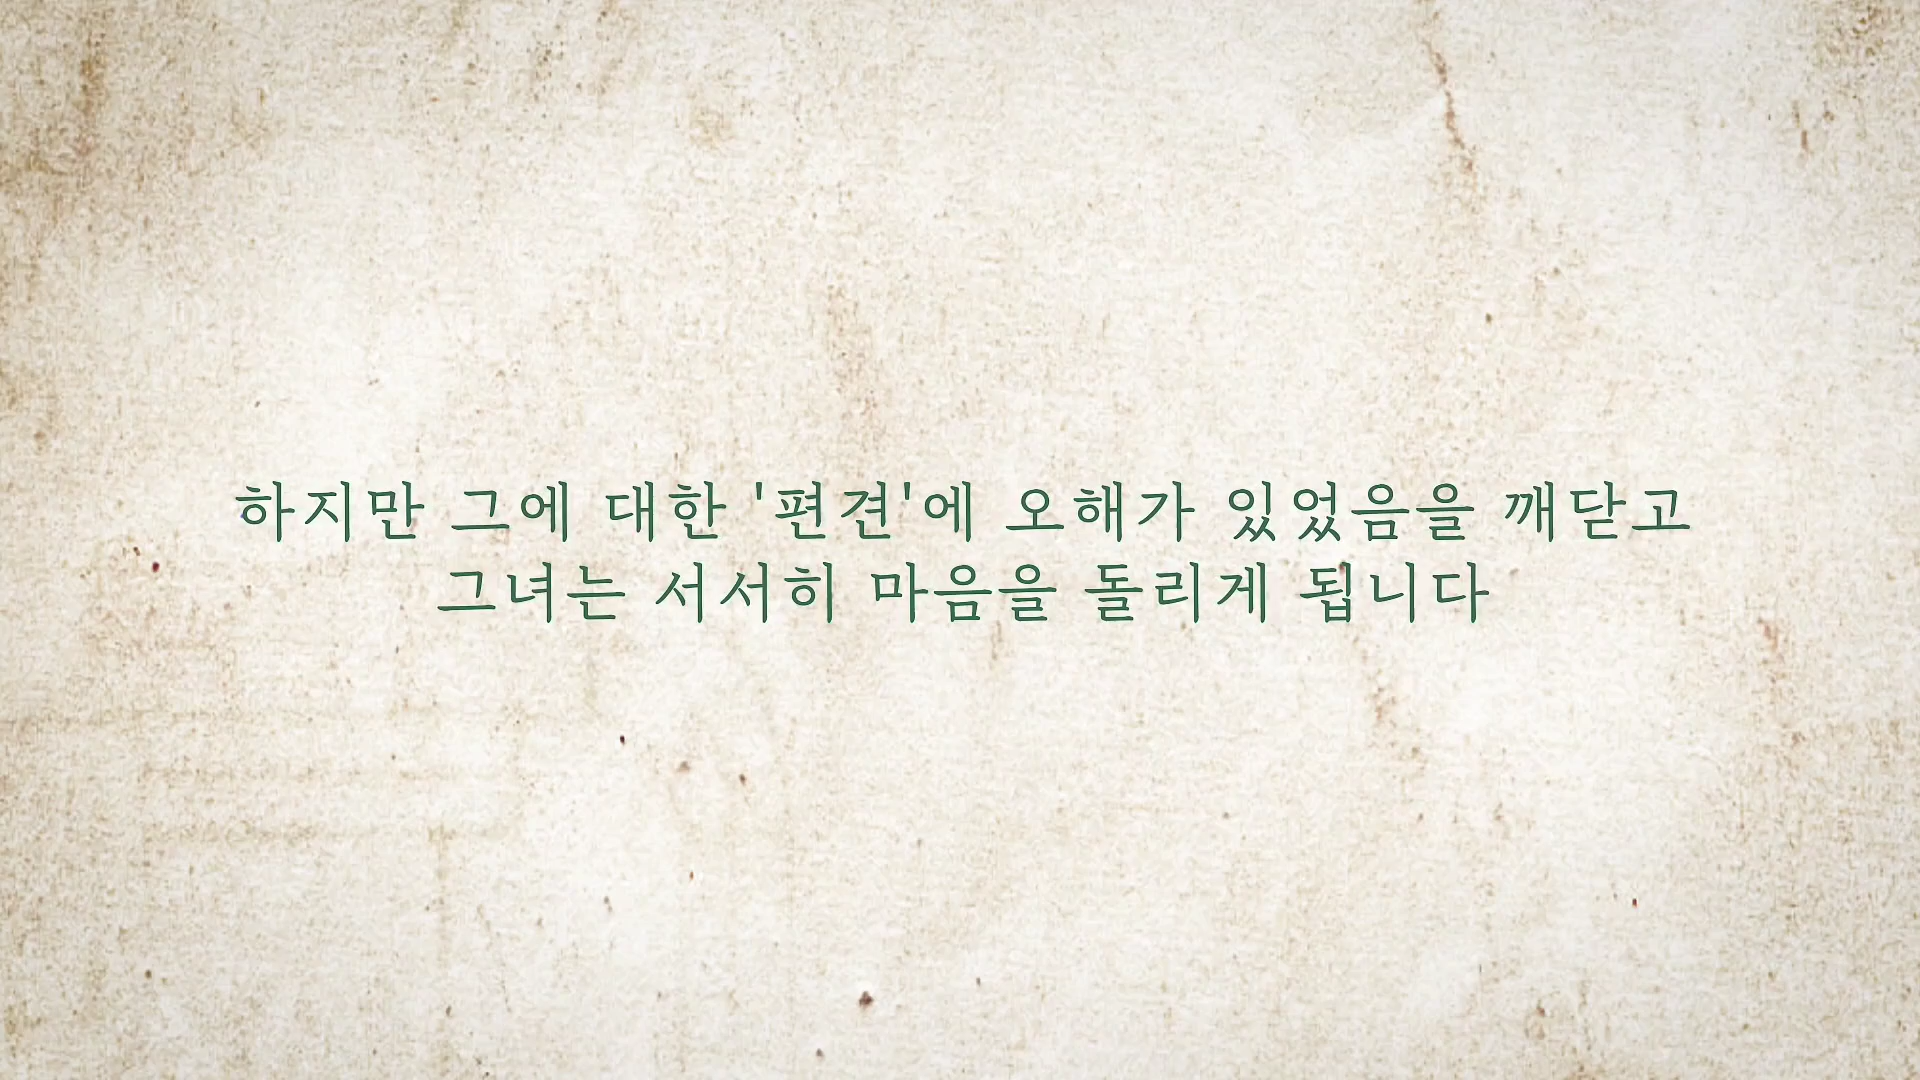 하지만 그에 대한 '편견'에 오해가 있었음을 깨닫고
그녀는 서서히 마음을 돌리게 됩니다